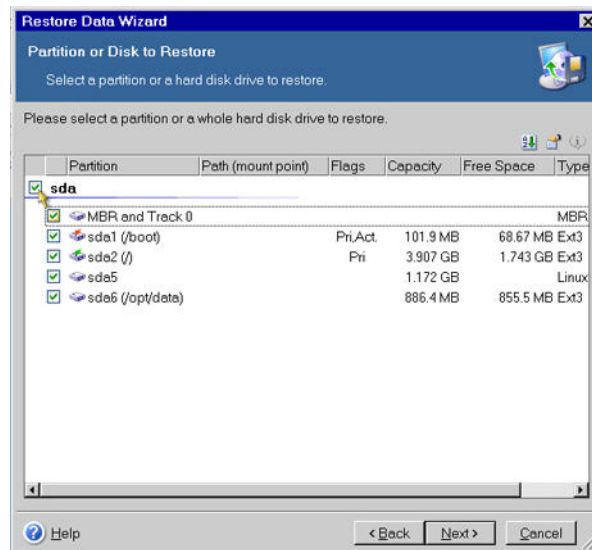 Restore Data Wizard
Partition or Disk to Restore
Select a partition or a hard disk drive to restore.
Please select a partition or a whole hard disk drive to restore.
Partition Path (mount point) Flags Capacity Free Space Type
sda
MBR and Track 0 MBR
sda1 (/boot) Pri,Act. 101.9 MB 68.67 MB Ext3
sda2 (/) Pri 3.907 GB 1.743 GB Ext3
sda5 1.172 GB Linux
sda6 (/opt/data) 886.4 MB 855.5 MB Ext3
Help < Back Next > Cancel